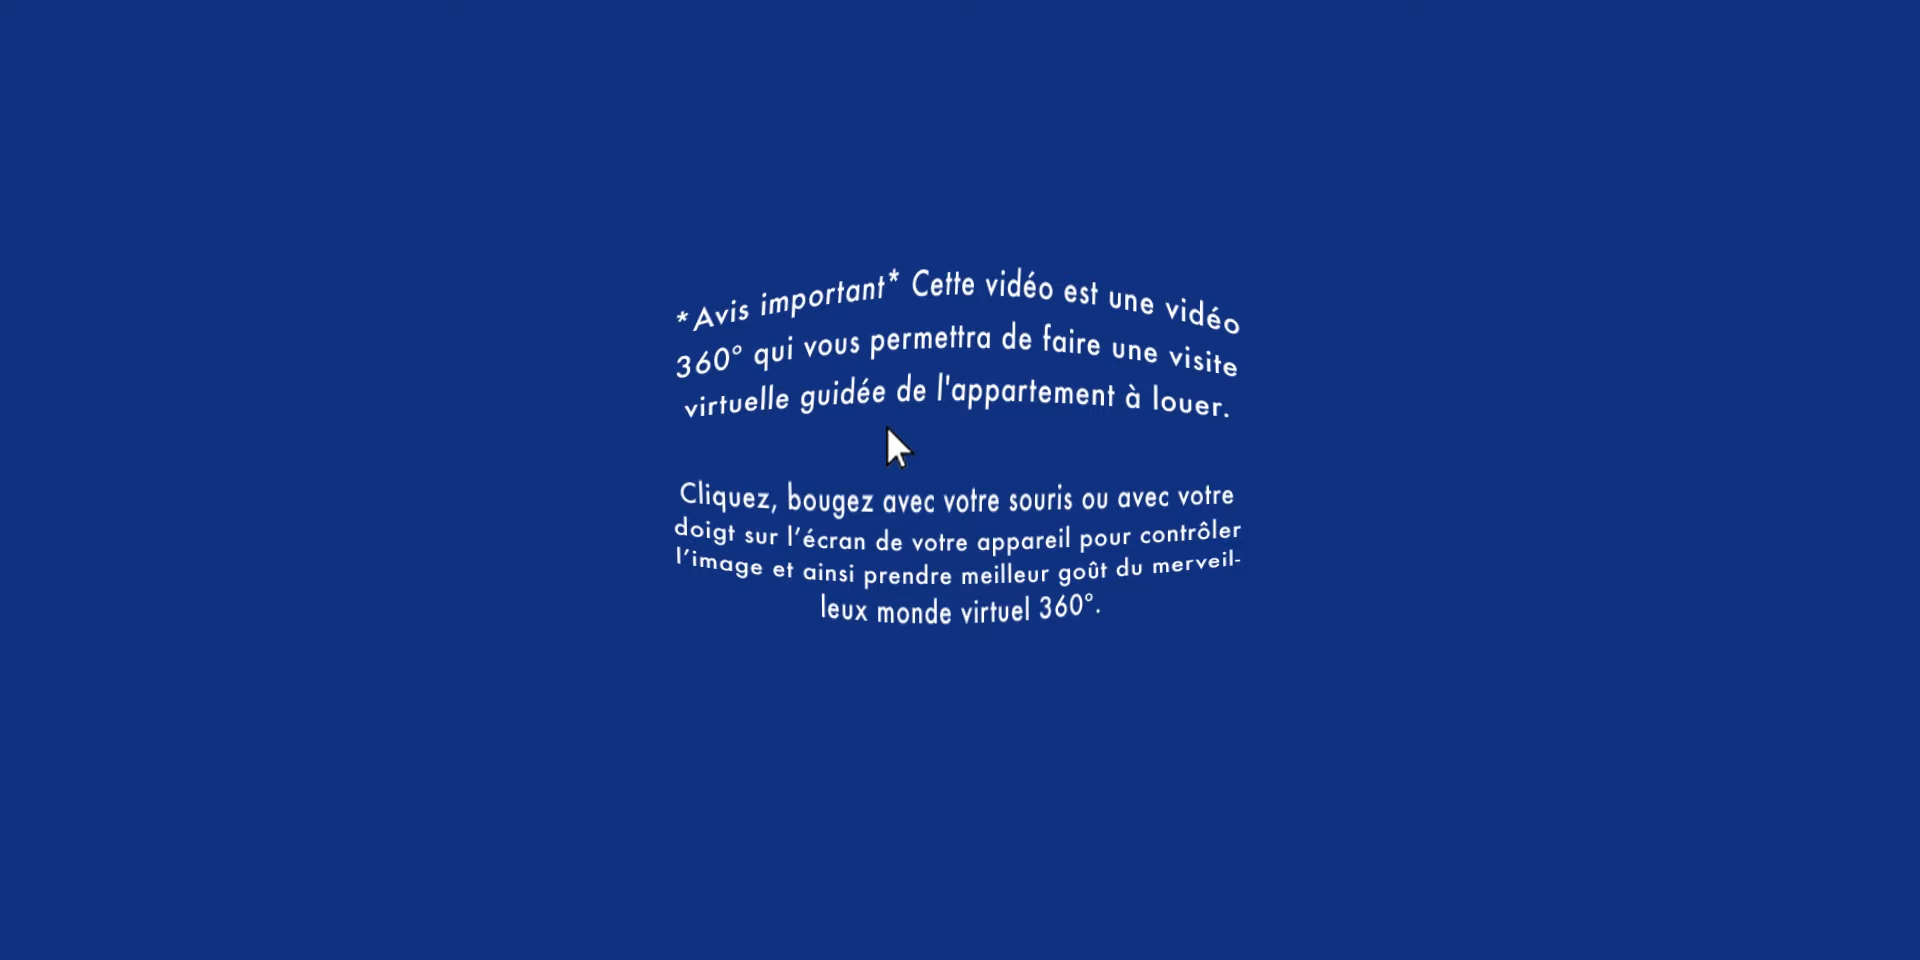 *Avis important* Cette vidéo est une vidéo
360° qui vous permettra de faire une visite
virtuelle guidée de l'appartement à louer.
Cliquez, bougez avec votre souris ou avec votre
doigt sur l’écran de votre appareil pour contrôler
l’image et ainsi prendre meilleur goût du merveil-
leux monde virtuel 360°.